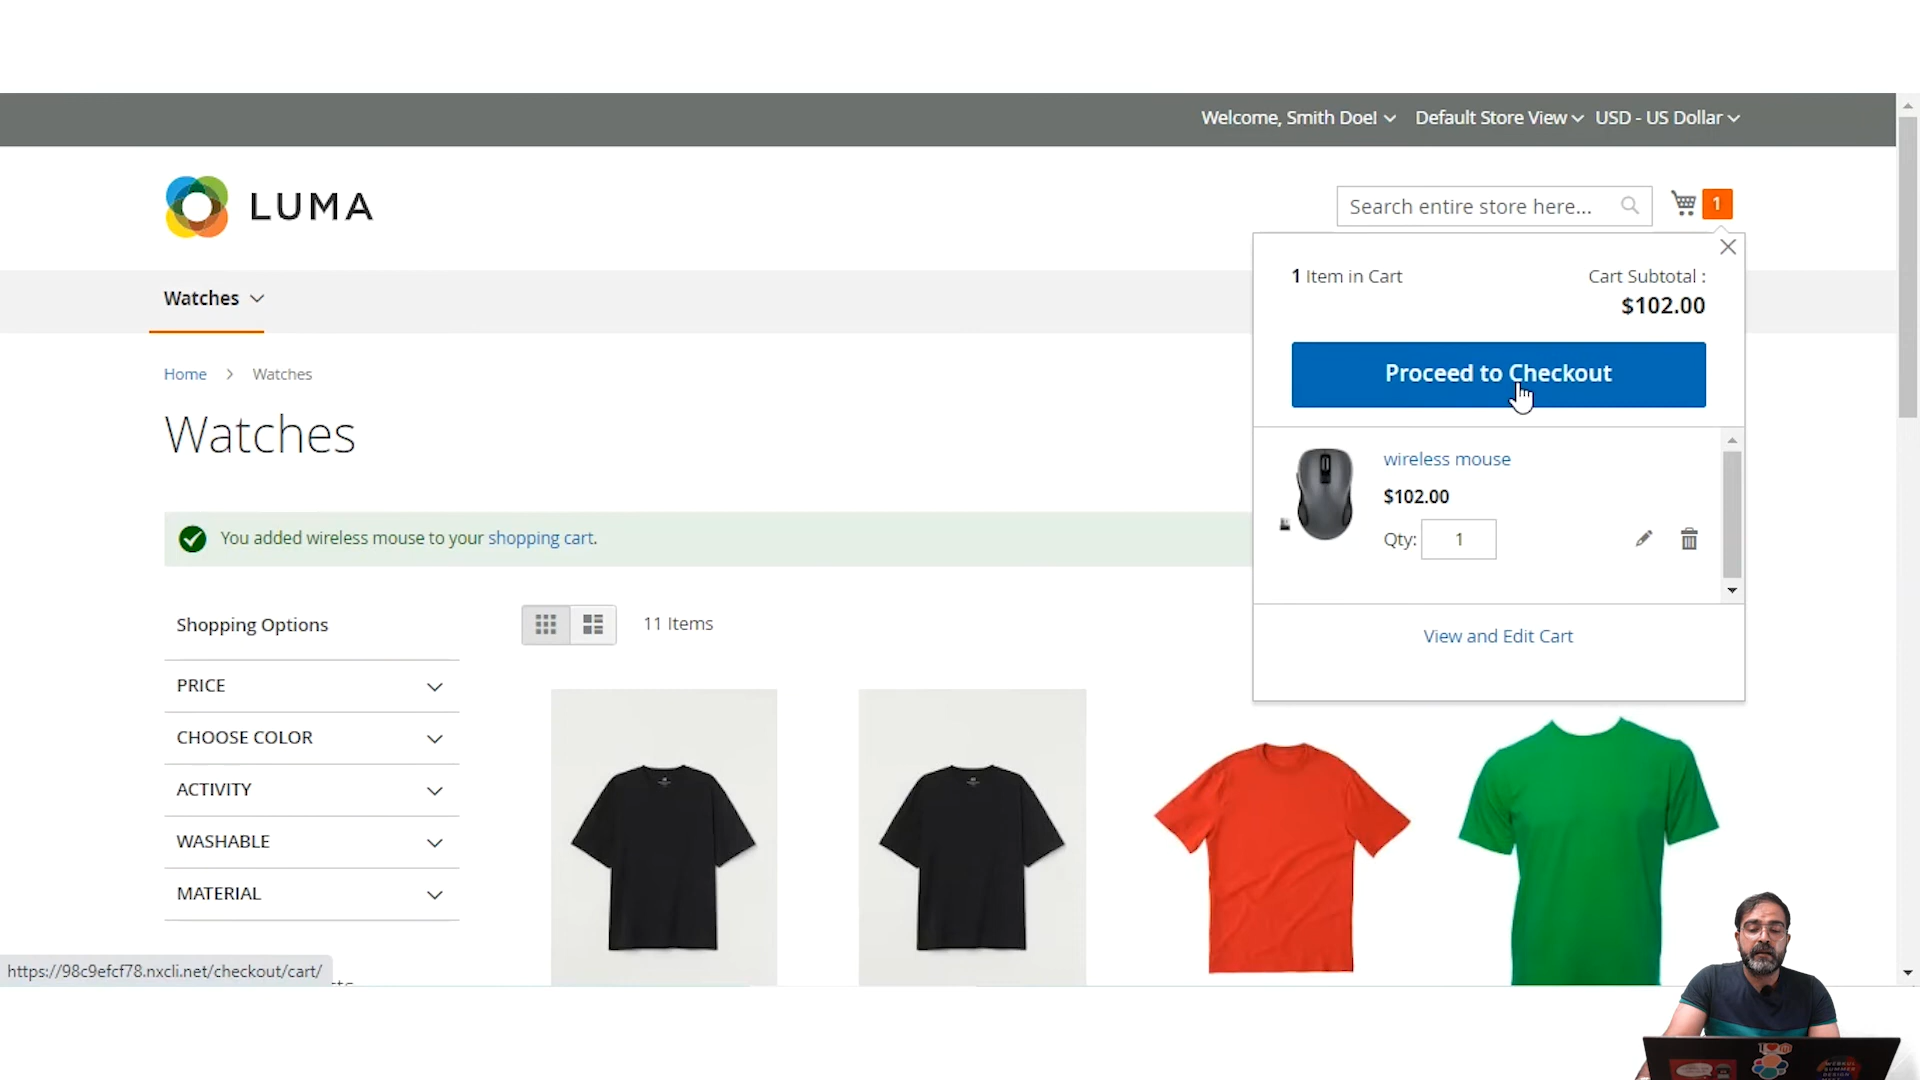 Welcome, Smith Doe! Default Store View USD - US Dollar
LUMA
Search entire store here...
1
1 Item in Cart
Cart Subtotal :
$102.00
Proceed to Checkout
wireless mouse
$102.00
Qty: 1
View and Edit Cart
Watches
Home > Watches
Watches
You added wireless mouse to your shopping cart.
Shopping Options
11 Items
PRICE
CHOOSE COLOR
ACTIVITY
WASHABLE
MATERIAL
https://98c9efcf78.nxcli.net/checkout/cart/